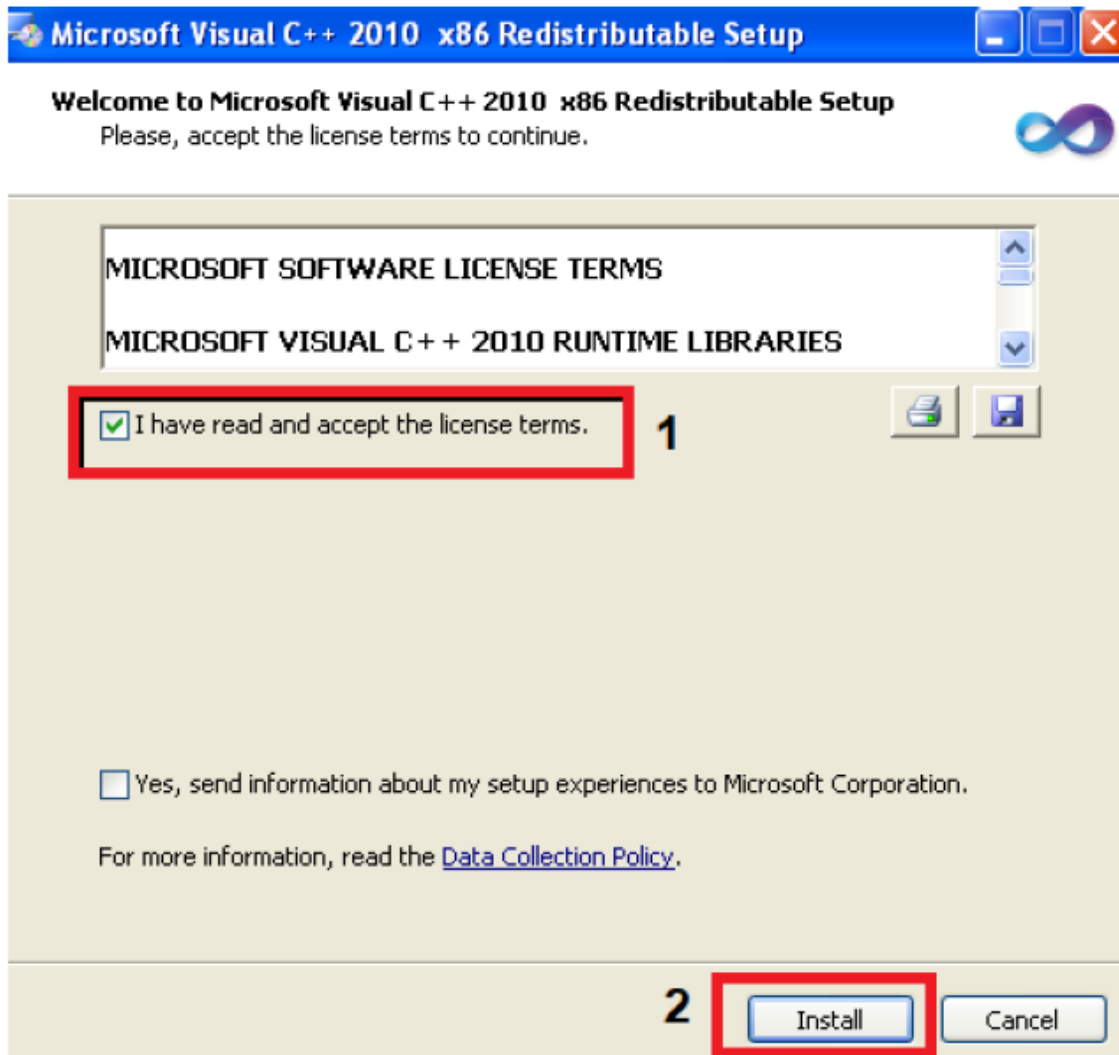 Microsoft Visual C++ 2010 x86 Redistributable Setup
Welcome to Microsoft Visual C++ 2010 x86 Redistributable Setup
Please, accept the license terms to continue.
MICROSOFT SOFTWARE LICENSE TERMS
MICROSOFT VISUAL C++ 2010 RUNTIME LIBRARIES
I have read and accept the license terms. 1
Yes, send information about my setup experiences to Microsoft Corporation.
For more information, read the Data Collection Policy.
2 Install Cancel